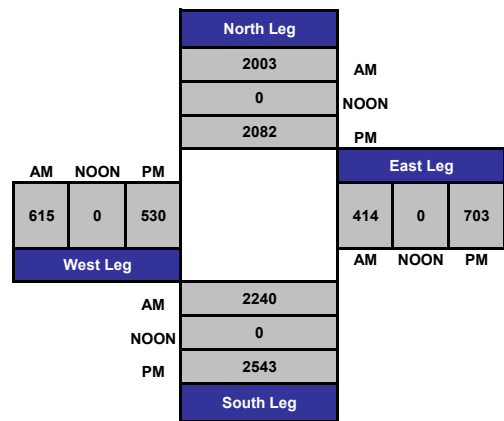 North Leg
2003 AM
0 NOON
2082 PM
East Leg
AM NOON PM
615 0 530
414 0 703
West Leg
AM NOON PM
AM 2240
NOON 0
PM 2543
South Leg